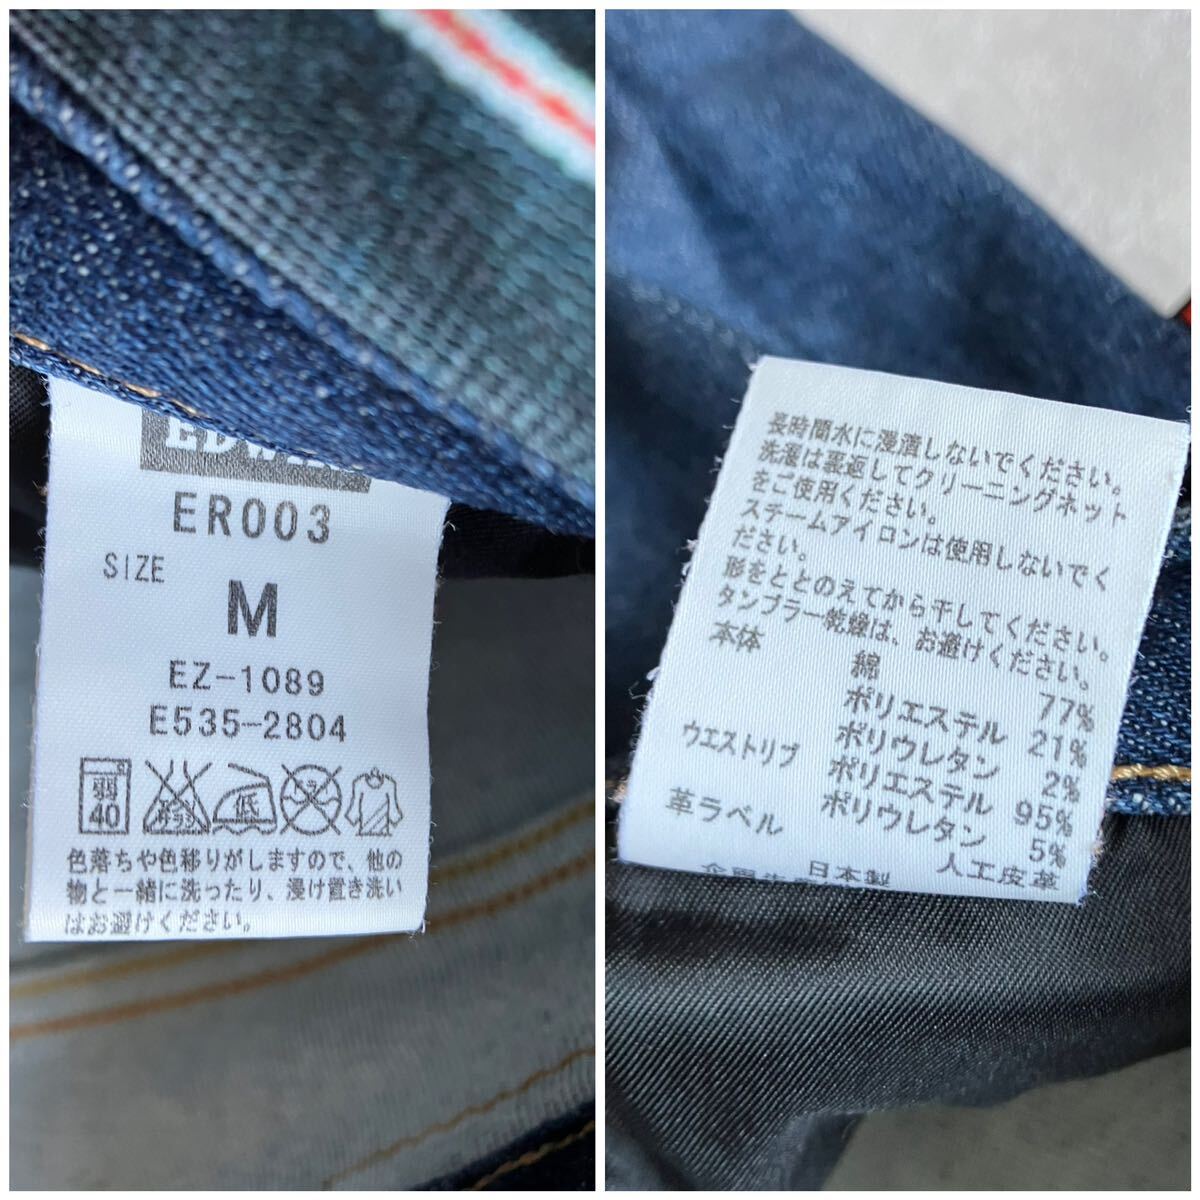 EDWIN
ER003
SIZE
M
EZ-1089
E535-2804
弱
40
エンソサラシ
低
ドライ
色落ちや色移りがしますので、他の
物と一緒に洗ったり、浸け置き洗い
はお避けください。
長時間水に浸漬しないでください。
洗濯は裏返してクリーニングネット
をご使用ください。
スチームアイロンは使用しないでく
ださい。
形をととのえてから干してください。
タンブラー乾燥は、お避けください。
本体 綿 77%
ポリエステル 21%
ポリウレタン 2%
ウエストリブ ポリエステル 95%
ポリウレタン 5%
革ラベル 人工皮革
日本製